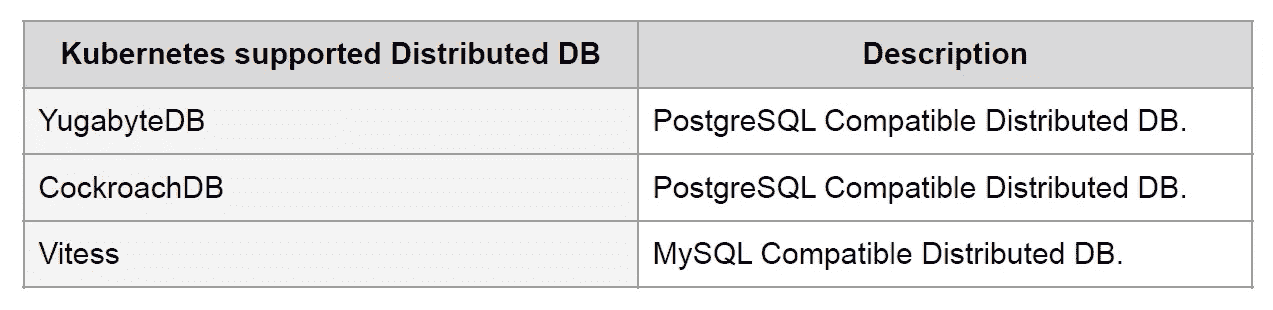 Kubernetes supported Distributed DB
Description
YugabyteDB
PostgreSQL Compatible Distributed DB.
CockroachDB
PostgreSQL Compatible Distributed DB.
Vitess
MySQL Compatible Distributed DB.